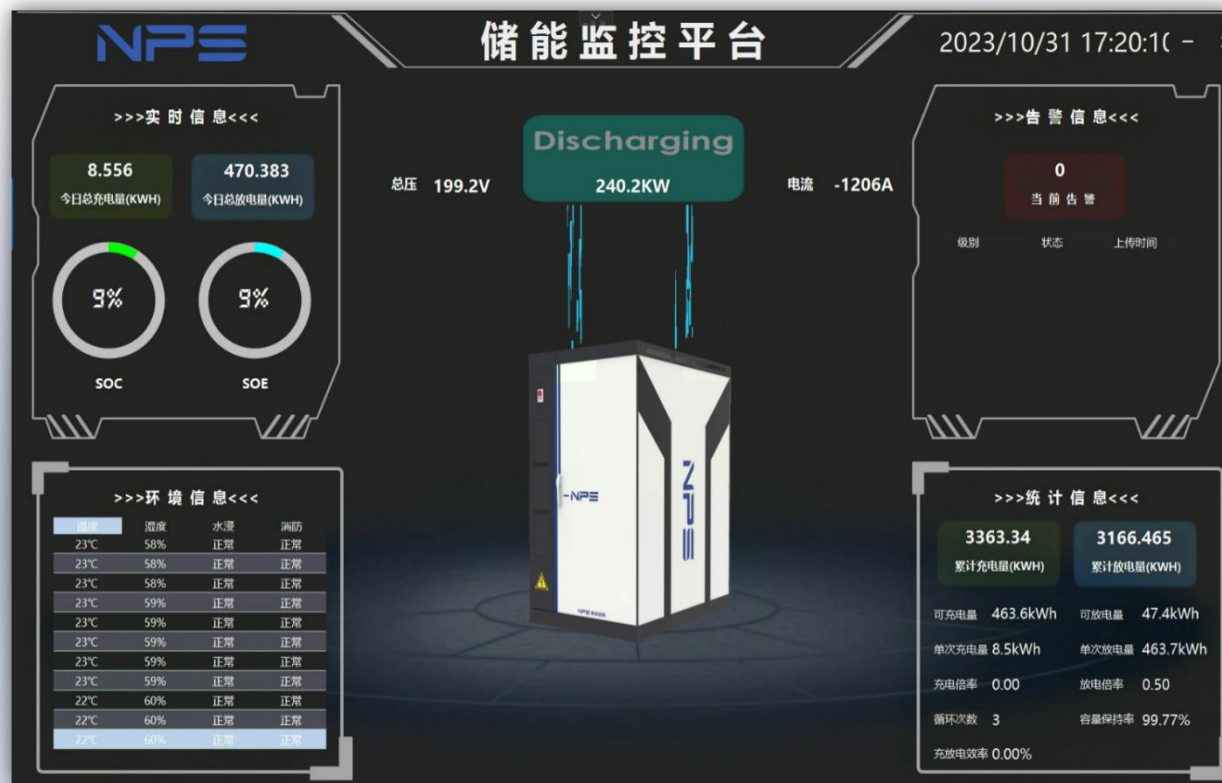 NPS
储能监控平台
2023/10/31 17:20:10 -
>>>实时信息<<<
8.556
今日总充电量(KWH)
470.383
今日总放电量(KWH)
9%
SOC
9%
SOE
总压 199.2V
Discharging
240.2KW
电流 -1206A
>>>告警信息<<<
0
当前告警
级别 状态 上传时间
-NPS
NPS
>>>环境信息<<<
温度 湿度 水浸 消防
23℃ 58% 正常 正常
23℃ 58% 正常 正常
23℃ 58% 正常 正常
23℃ 59% 正常 正常
23℃ 59% 正常 正常
23℃ 59% 正常 正常
23℃ 59% 正常 正常
23℃ 59% 正常 正常
22℃ 60% 正常 正常
22℃ 60% 正常 正常
22℃ 60% 正常 正常
>>>统计信息<<<
3363.34
累计充电量(KWH)
3166.465
累计放电量(KWH)
可充电量 463.6kWh 可放电量 47.4kWh
单次充电量 8.5kWh 单次放电量 463.7kWh
充电倍率 0.00 放电倍率 0.50
循环次数 3 容量保持率 99.77%
充放电效率 0.00%